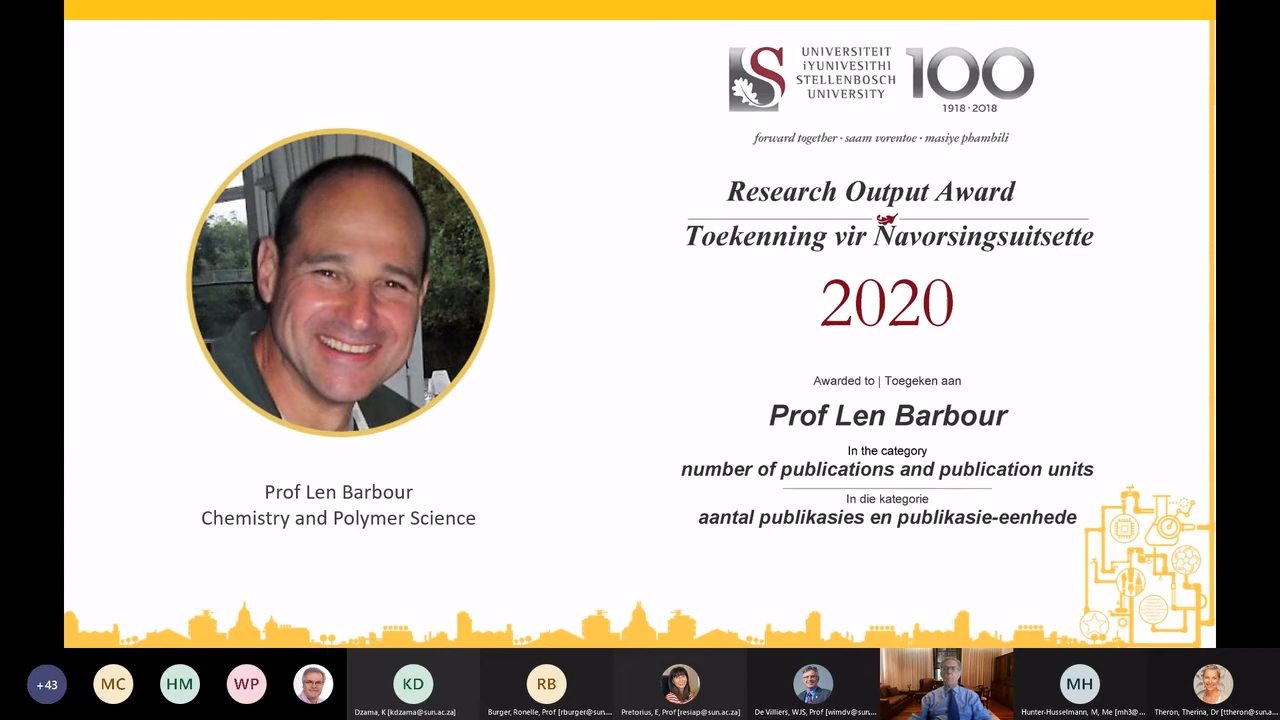 UNIVERSITEIT
iYUNIVESITHI
STELLENBOSCH
UNIVERSITY
100
1918 · 2018
forward together · saam vorentoe · masiye phambili
Research Output Award
Toekenning vir Navorsingsuitsette
2020
Awarded to | Toegeken aan
Prof Len Barbour
In the category
number of publications and publication units
In die kategorie
aantal publikasies en publikasie-eenhede
Prof Len Barbour
Chemistry and Polymer Science
+43
MC
HM
WP
KD
RB
MH
Dzama, K [kdzama@sun.ac.za]
Burger, Ronelle, Prof [rburger@sun....
Pretorius, E, Prof [resiap@sun.ac.za]
De Villiers, WJS, Prof [wimdv@sun....
Hunter-Husselmann, M, Me [mh3@ ...
Theron, Therina, Dr [ttheron@sun.a...